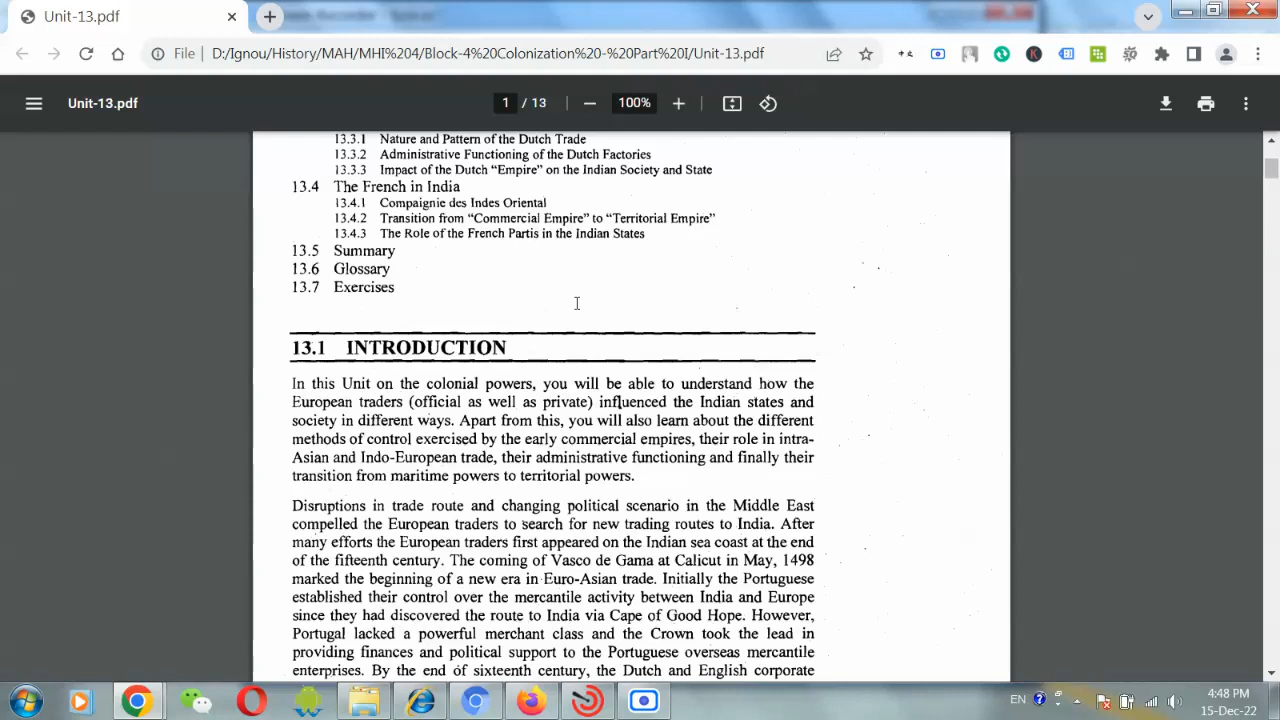 Unit-13.pdf
File D:/Ignou/History/MAH/MHI%204/Block-4%20Colonization%20-%20Part%20I/Unit-13.pdf
Unit-13.pdf 1 / 13 100%
13.3.1 Nature and Pattern of the Dutch Trade
13.3.2 Administrative Functioning of the Dutch Factories
13.3.3 Impact of the Dutch "Empire" on the Indian Society and State
13.4 The French in India
13.4.1 Compaignie des Indes Oriental
13.4.2 Transition from "Commercial Empire" to "Territorial Empire"
13.4.3 The Role of the French Partis in the Indian States
13.5 Summary
13.6 Glossary
13.7 Exercises
13.1 INTRODUCTION
In this Unit on the colonial powers, you will be able to understand how the
European traders (official as well as private) influenced the Indian states and
society in different ways. Apart from this, you will also learn about the different
methods of control exercised by the early commercial empires, their role in intra-
Asian and Indo-European trade, their administrative functioning and finally their
transition from maritime powers to territorial powers.
Disruptions in trade route and changing political scenario in the Middle East
compelled the European traders to search for new trading routes to India. After
many efforts the European traders first appeared on the Indian sea coast at the end
of the fifteenth century. The coming of Vasco de Gama at Calicut in May, 1498
marked the beginning of a new era in Euro-Asian trade. Initially the Portuguese
established their control over the mercantile activity between India and Europe
since they had discovered the route to India via Cape of Good Hope. However,
Portugal lacked a powerful merchant class and the Crown took the lead in
providing finances and political support to the Portuguese overseas mercantile
enterprises. By the end of sixteenth century, the Dutch and English corporate
EN
4:48 PM
15-Dec-22